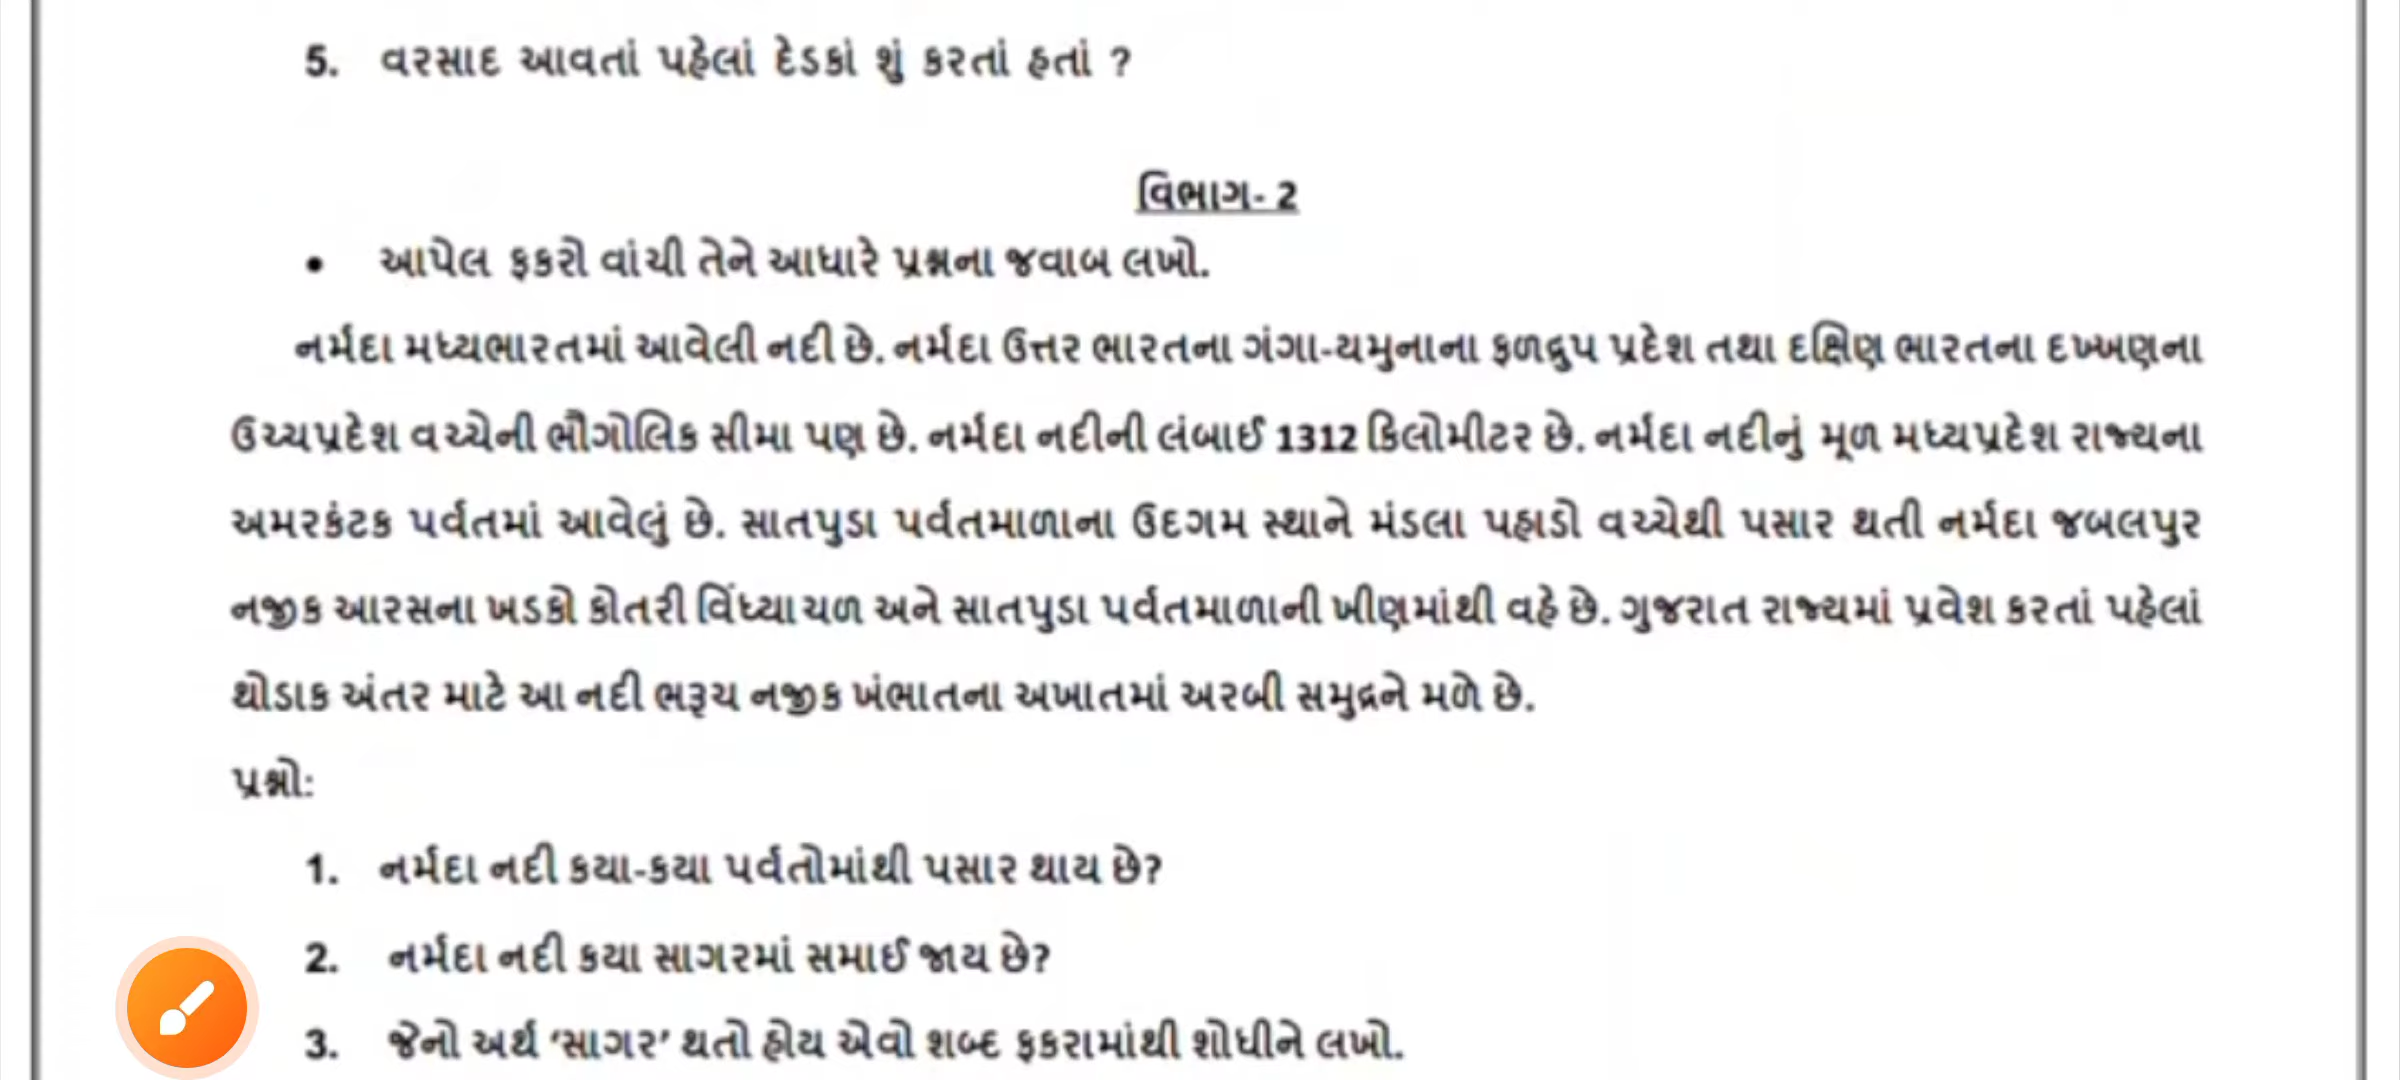 5. વરસાદ આવતાં પહેલાં દેડકાં શું કરતાં હતાં ?
વિભાગ- 2
• આપેલ ફકરો વાંચી તેને આધારે પ્રશ્નના જવાબ લખો.
નર્મદા મધ્યભારતમાં આવેલી નદી છે. નર્મદા ઉત્તર ભારતના ગંગા-યમુનાના ફળદ્રુપ પ્રદેશ તથા દક્ષિણ ભારતના દખ્ખણના
ઉચ્ચપ્રદેશ વચ્ચેની ભૌગોલિક સીમા પણ છે. નર્મદા નદીની લંબાઈ 1312 કિલોમીટર છે. નર્મદા નદીનું મૂળ મધ્યપ્રદેશ રાજ્યના
અમરકંટક પર્વતમાં આવેલું છે. સાતપુડા પર્વતમાળાના ઉદગમ સ્થાને મંડલા પહાડો વચ્ચેથી પસાર થતી નર્મદા જબલપુર
નજીક આરસના ખડકો કોતરી વિંધ્યાચળ અને સાતપુડા પર્વતમાળાની ખીણમાંથી વહે છે. ગુજરાત રાજ્યમાં પ્રવેશ કરતાં પહેલાં
થોડાક અંતર માટે આ નદી ભરૂચ નજીક ખંભાતના અખાતમાં અરબી સમુદ્રને મળે છે.
પ્રશ્નો:
1. નર્મદા નદી કયા-કયા પર્વતોમાંથી પસાર થાય છે?
2. નર્મદા નદી કયા સાગરમાં સમાઈ જાય છે?
3. જેનો અર્થ ‘સાગર’ થતો હોય એવો શબ્દ ફકરામાંથી શોધીને લખો.